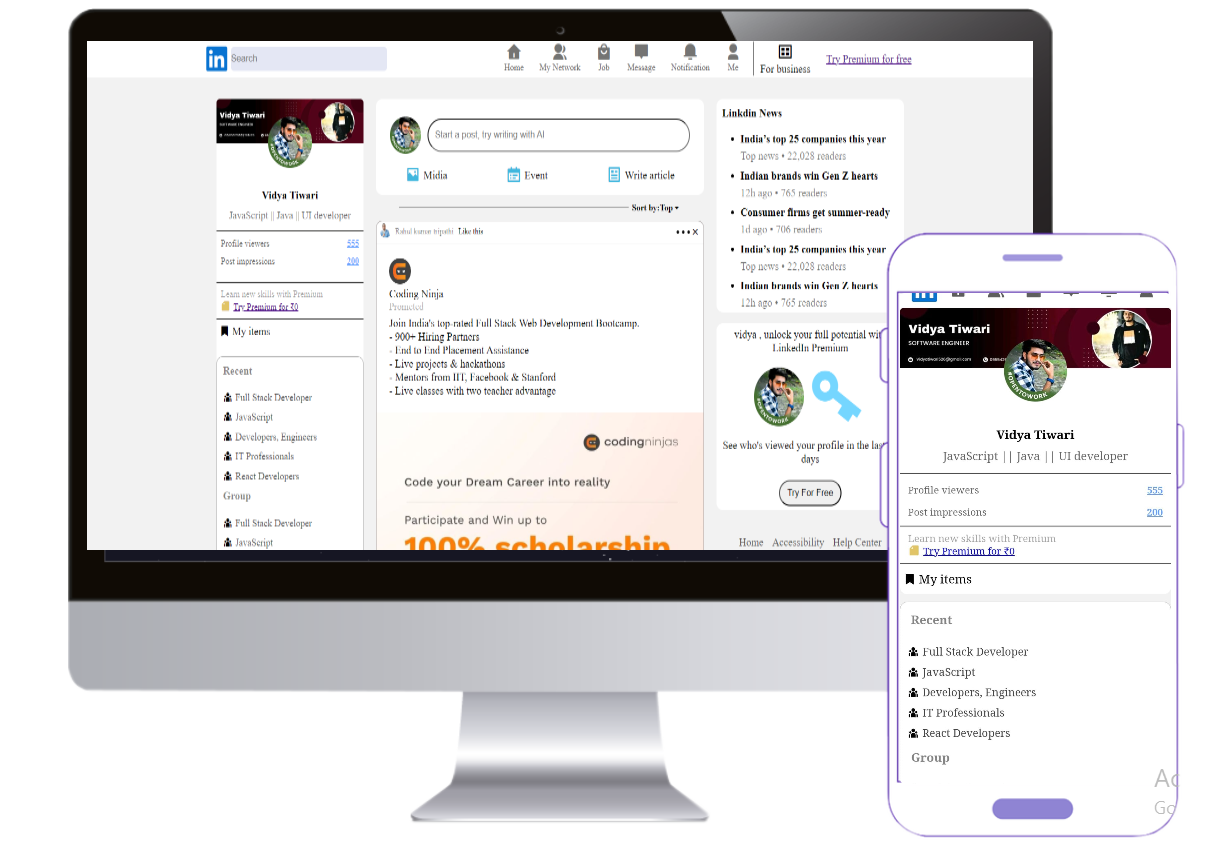 in
Search
Home
My Network
Job
Message
Notification
Me
For business
Try Premium for free
Vidya Tiwari
SOFTWARE ENGINEER
#OPENTOWORK
Vidya Tiwari
JavaScript || Java || UI developer
Profile viewers 555
Post impressions 200
Learn new skills with Premium
Try Premium for ₹0
My items
Recent
Full Stack Developer
JavaScript
Developers, Engineers
IT Professionals
React Developers
Group
Full Stack Developer
JavaScript
Start a post, try writing with AI
Midia
Event
Write article
Sort by:Top
Like this
Coding Ninja
Promoted
Join India's top-rated Full Stack Web Development Bootcamp.
- 900+ Hiring Partners
- End to End Placement Assistance
- Live projects & hackathons
- Mentors from IIT, Facebook & Stanford
- Live classes with two teacher advantage
codingninjas
Code your Dream Career into reality
Participate and Win up to
100% scholarship
Linkdin News
India's top 25 companies this year
Top news • 22,028 readers
Indian brands win Gen Z hearts
12h ago • 765 readers
Consumer firms get summer-ready
1d ago • 706 readers
India's top 25 companies this year
Top news • 22,028 readers
Indian brands win Gen Z hearts
12h ago • 765 readers
vidya , unlock your full potential
LinkedIn Premium
#OPENTOWORK
See who's viewed your profile in the
days
Try For Free
Home Accessibility Help Center
Vidya Tiwari
SOFTWARE ENGINEER
#OPENTOWORK
Vidya Tiwari
JavaScript || Java || UI developer
Profile viewers 555
Post impressions 200
Learn new skills with Premium
Try Premium for ₹0
My items
Recent
Full Stack Developer
JavaScript
Developers, Engineers
IT Professionals
React Developers
Group